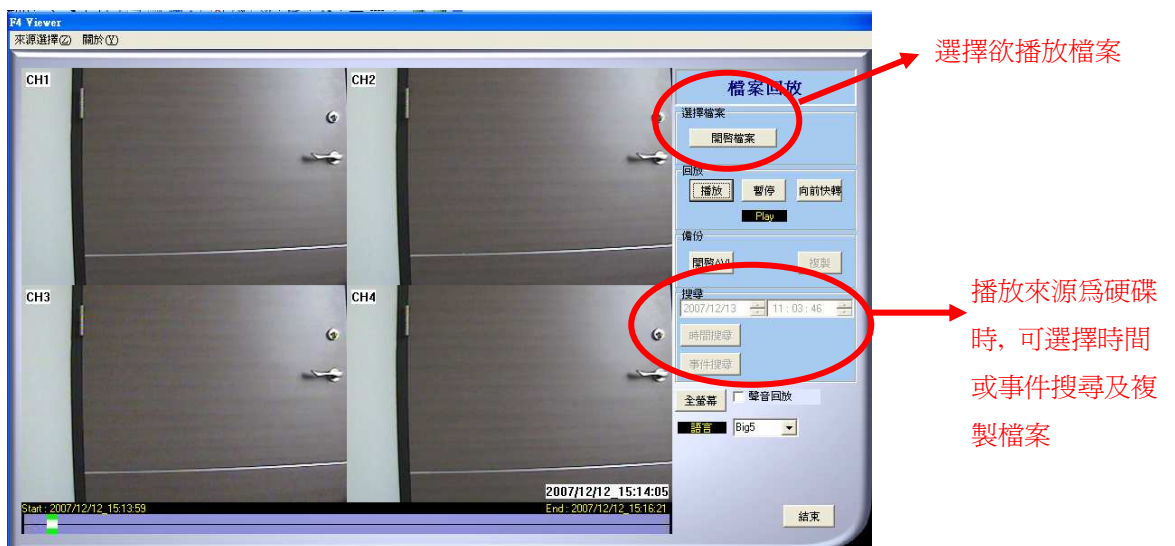 F4 Viewer
來源選擇(Z) 關於(Y)
CH1
CH2
CH3
CH4
2007/12/12_15:14:05
Start : 2007/12/12_15:13:59
End : 2007/12/12_15:16:21
檔案回放
選擇檔案
開啓檔案
回放
播放 暫停 向前快轉
Play
備份
開啓AVI 複製
搜尋
2007/12/13 11 : 03 : 46
時間搜尋
事件搜尋
全螢幕 聲音回放
語言 Big5
結束
選擇欲播放檔案
播放來源爲硬碟
時, 可選擇時間
或事件搜尋及複
製檔案